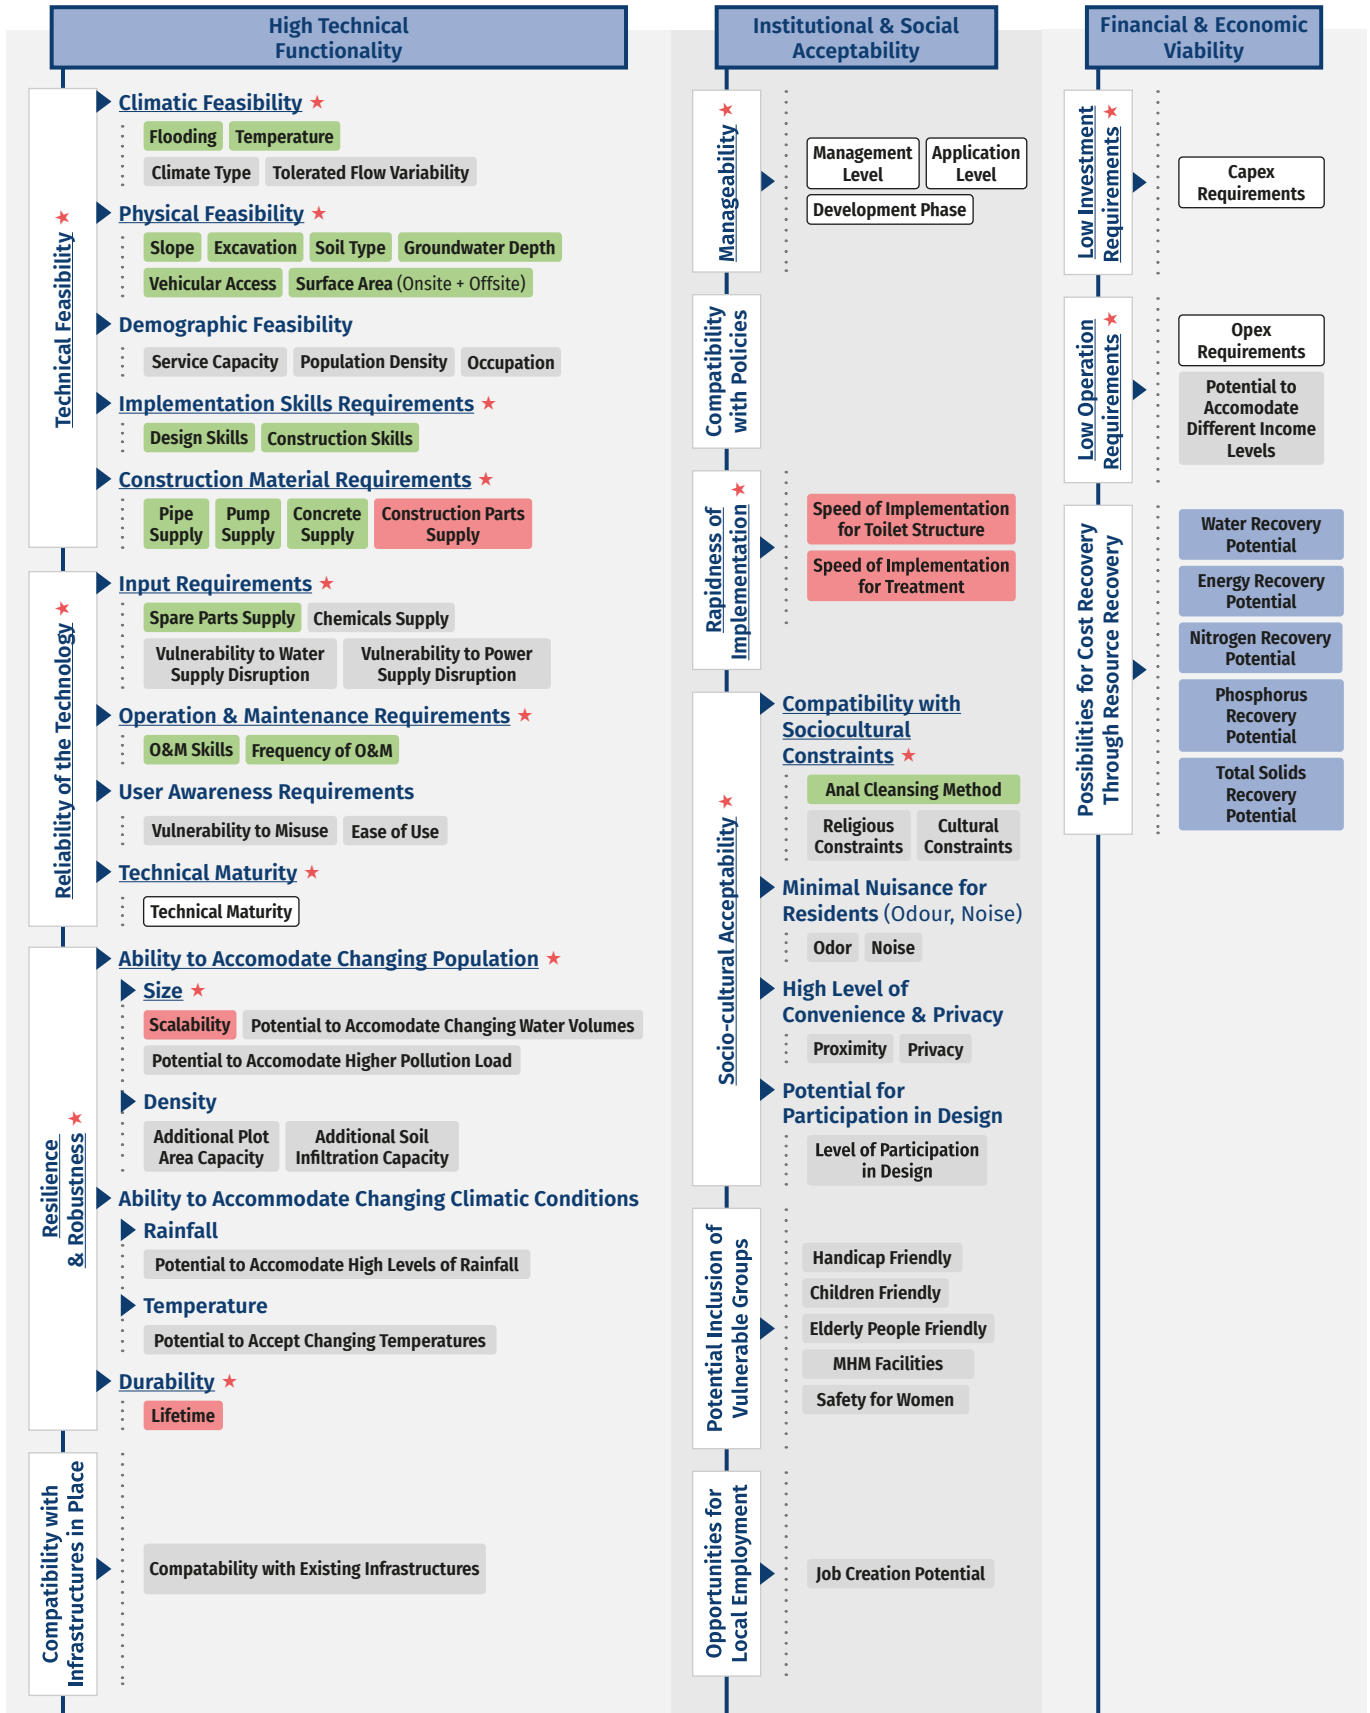 High Technical
Functionality
Technical Feasibility ★
Climatic Feasibility ★
Flooding
Temperature
Climate Type
Tolerated Flow Variability
Physical Feasibility ★
Slope
Excavation
Soil Type
Groundwater Depth
Vehicular Access
Surface Area (Onsite + Offsite)
Demographic Feasibility
Service Capacity
Population Density
Occupation
Implementation Skills Requirements ★
Design Skills
Construction Skills
Construction Material Requirements ★
Pipe
Supply
Pump
Supply
Concrete
Supply
Construction Parts
Supply
Reliability of the Technology ★
Input Requirements ★
Spare Parts Supply
Chemicals Supply
Vulnerability to Water
Supply Disruption
Vulnerability to Power
Supply Disruption
Operation & Maintenance Requirements ★
O&M Skills
Frequency of O&M
User Awareness Requirements
Vulnerability to Misuse
Ease of Use
Technical Maturity ★
Technical Maturity
Resilience
& Robustness ★
Ability to Accomodate Changing Population ★
Size ★
Scalability
Potential to Accomodate Changing Water Volumes
Potential to Accomodate Higher Pollution Load
Density
Additional Plot
Area Capacity
Additional Soil
Infiltration Capacity
Ability to Accommodate Changing Climatic Conditions
Rainfall
Potential to Accomodate High Levels of Rainfall
Temperature
Potential to Accept Changing Temperatures
Durability ★
Lifetime
Compatibility with
Infrastructures in Place
Compatability with Existing Infrastructures
Institutional & Social
Acceptability
Manageability ★
Management
Level
Application
Level
Development Phase
Compatibility
with Policies
Rapidness of
Implementation ★
Speed of Implementation
for Toilet Structure
Speed of Implementation
for Treatment
Socio-cultural Acceptability ★
Compatibility with
Sociocultural
Constraints ★
Anal Cleansing Method
Religious
Constraints
Cultural
Constraints
Minimal Nuisance for
Residents (Odour, Noise)
Odor
Noise
High Level of
Convenience & Privacy
Proximity
Privacy
Potential for
Participation in Design
Level of Participation
in Design
Potential Inclusion of
Vulnerable Groups
Handicap Friendly
Children Friendly
Elderly People Friendly
MHM Facilities
Safety for Women
Opportunities for
Local Employment
Job Creation Potential
Financial & Economic
Viability
Low Investment
Requirements ★
Capex
Requirements
Low Operation
Requirements ★
Opex
Requirements
Potential to
Accomodate
Different Income
Levels
Possibilities for Cost Recovery
Through Resource Recovery
Water Recovery
Potential
Energy Recovery
Potential
Nitrogen Recovery
Potential
Phosphorus
Recovery
Potential
Total Solids
Recovery
Potential